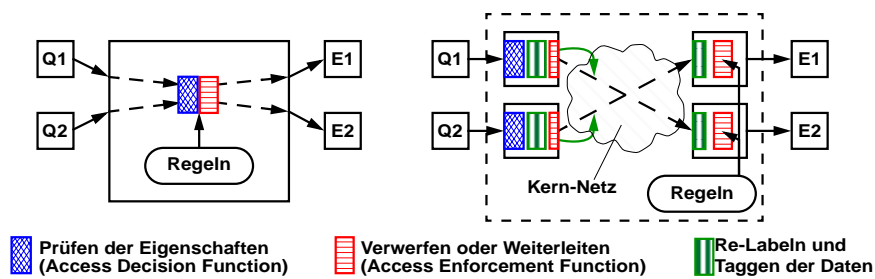 Q1
E1
Q1
E1
Q2
E2
Q2
E2
Regeln
Kern-Netz
Regeln
Prüfen der Eigenschaften
(Access Decision Function)
Verwerfen oder Weiterleiten
(Access Enforcement Function)
Re-Labeln und
Taggen der Daten